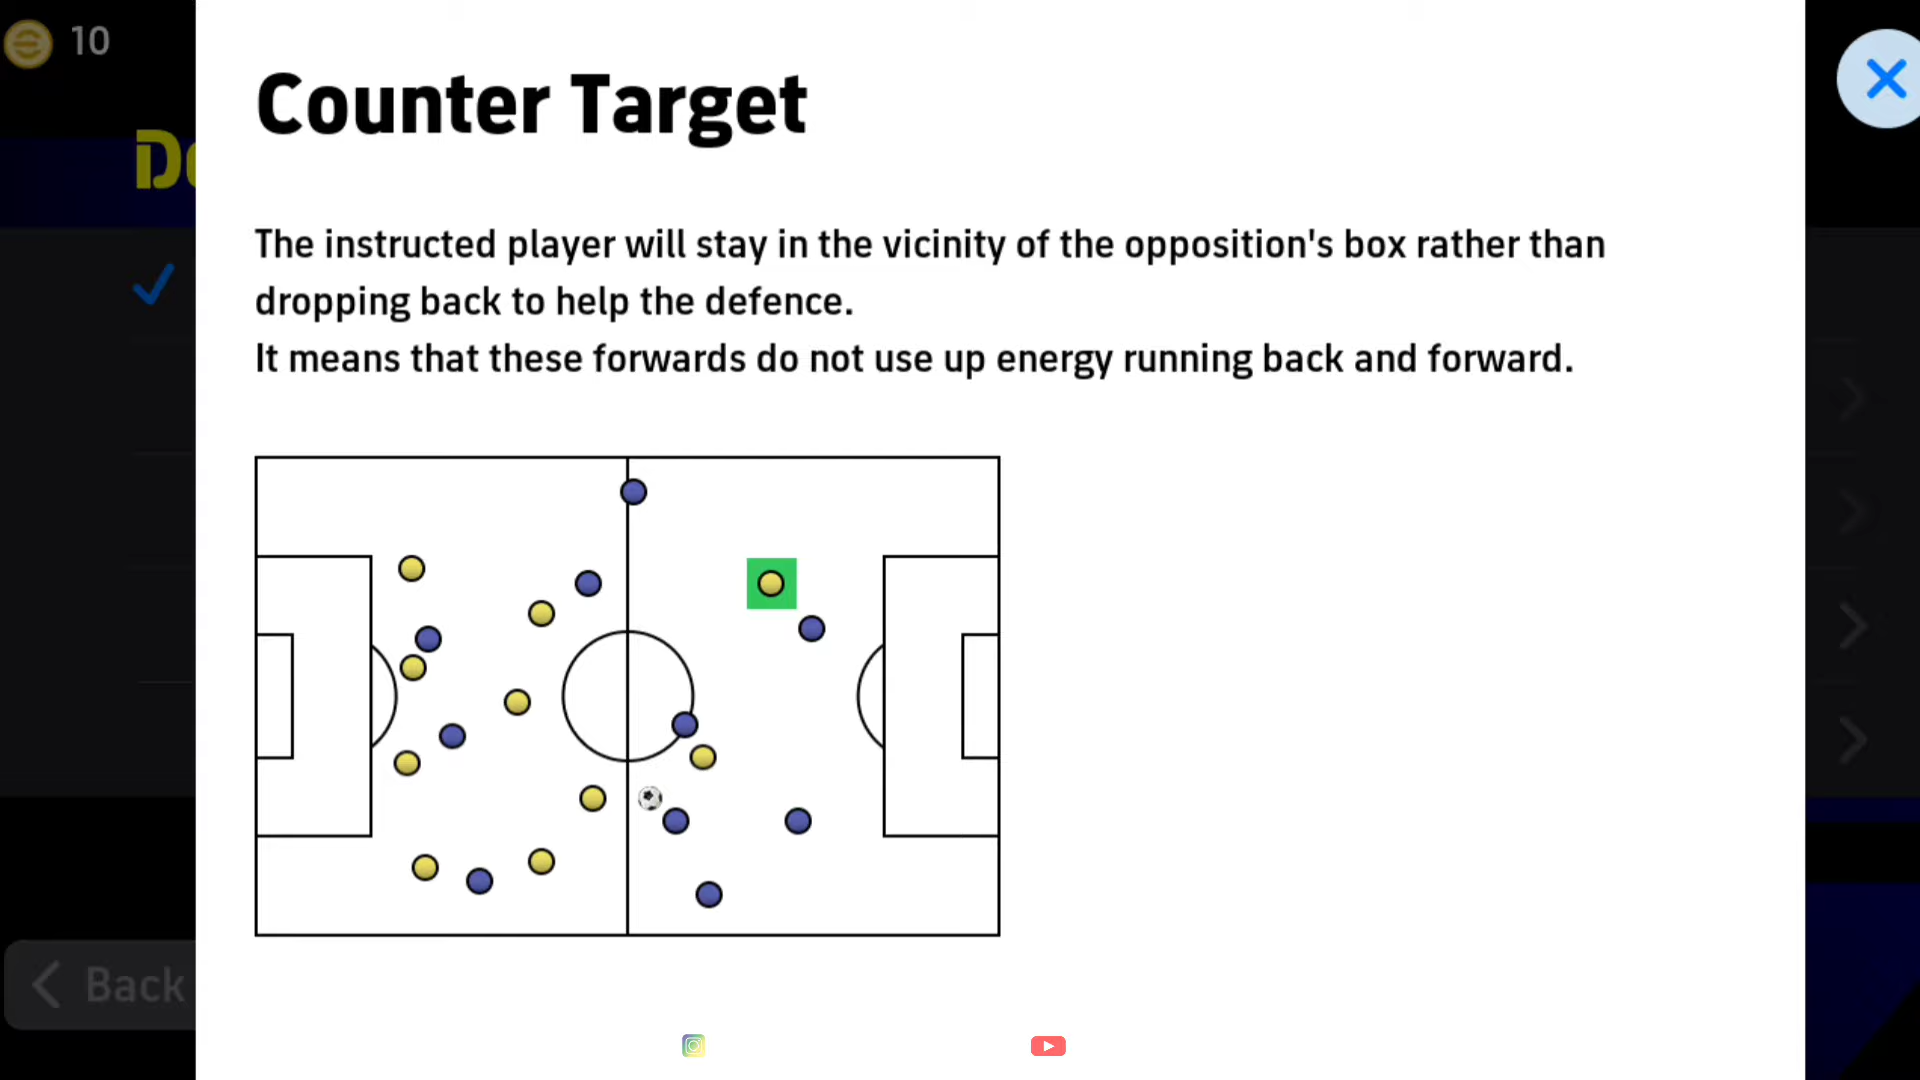 10
Counter Target
The instructed player will stay in the vicinity of the opposition's box rather than
dropping back to help the defence.
It means that these forwards do not use up energy running back and forward.
Back